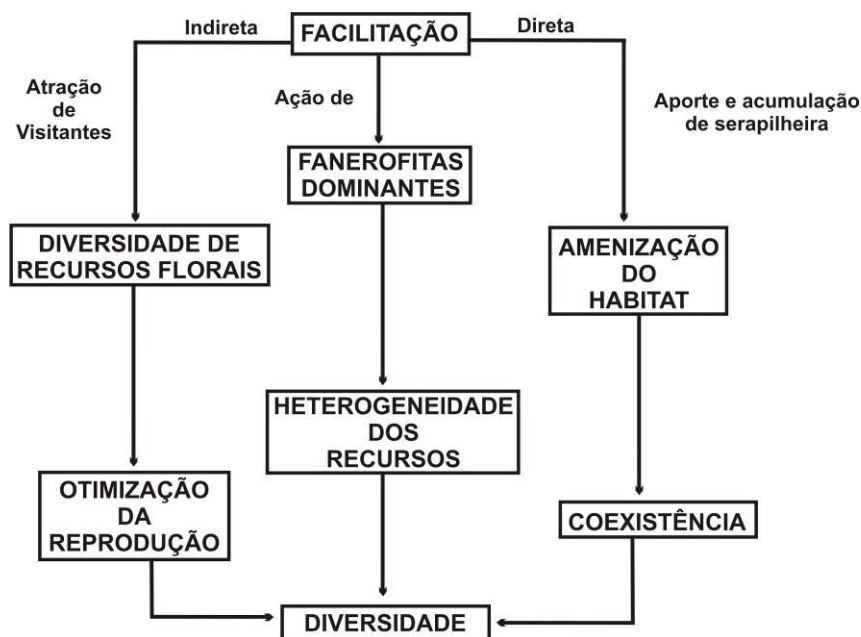 FACILITAÇÃO
Indireta
Direta
Atração
de
Visitantes
Ação de
Aporte e acumulação
de serapilheira
FANEROFITAS
DOMINANTES
DIVERSIDADE DE
RECURSOS FLORAIS
AMENIZAÇÃO
DO
HABITAT
HETEROGENEIDADE
DOS
RECURSOS
OTIMIZAÇÃO
DA
REPRODUÇÃO
COEXISTÊNCIA
DIVERSIDADE